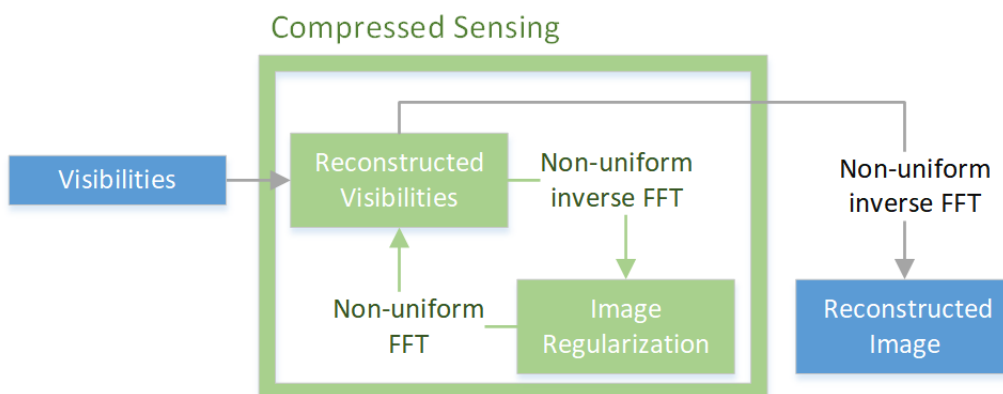 Compressed Sensing
Visibilities
Reconstructed
Visibilities
Non-uniform
inverse FFT
Non-uniform
inverse FFT
Non-uniform
FFT
Image
Regularization
Reconstructed
Image